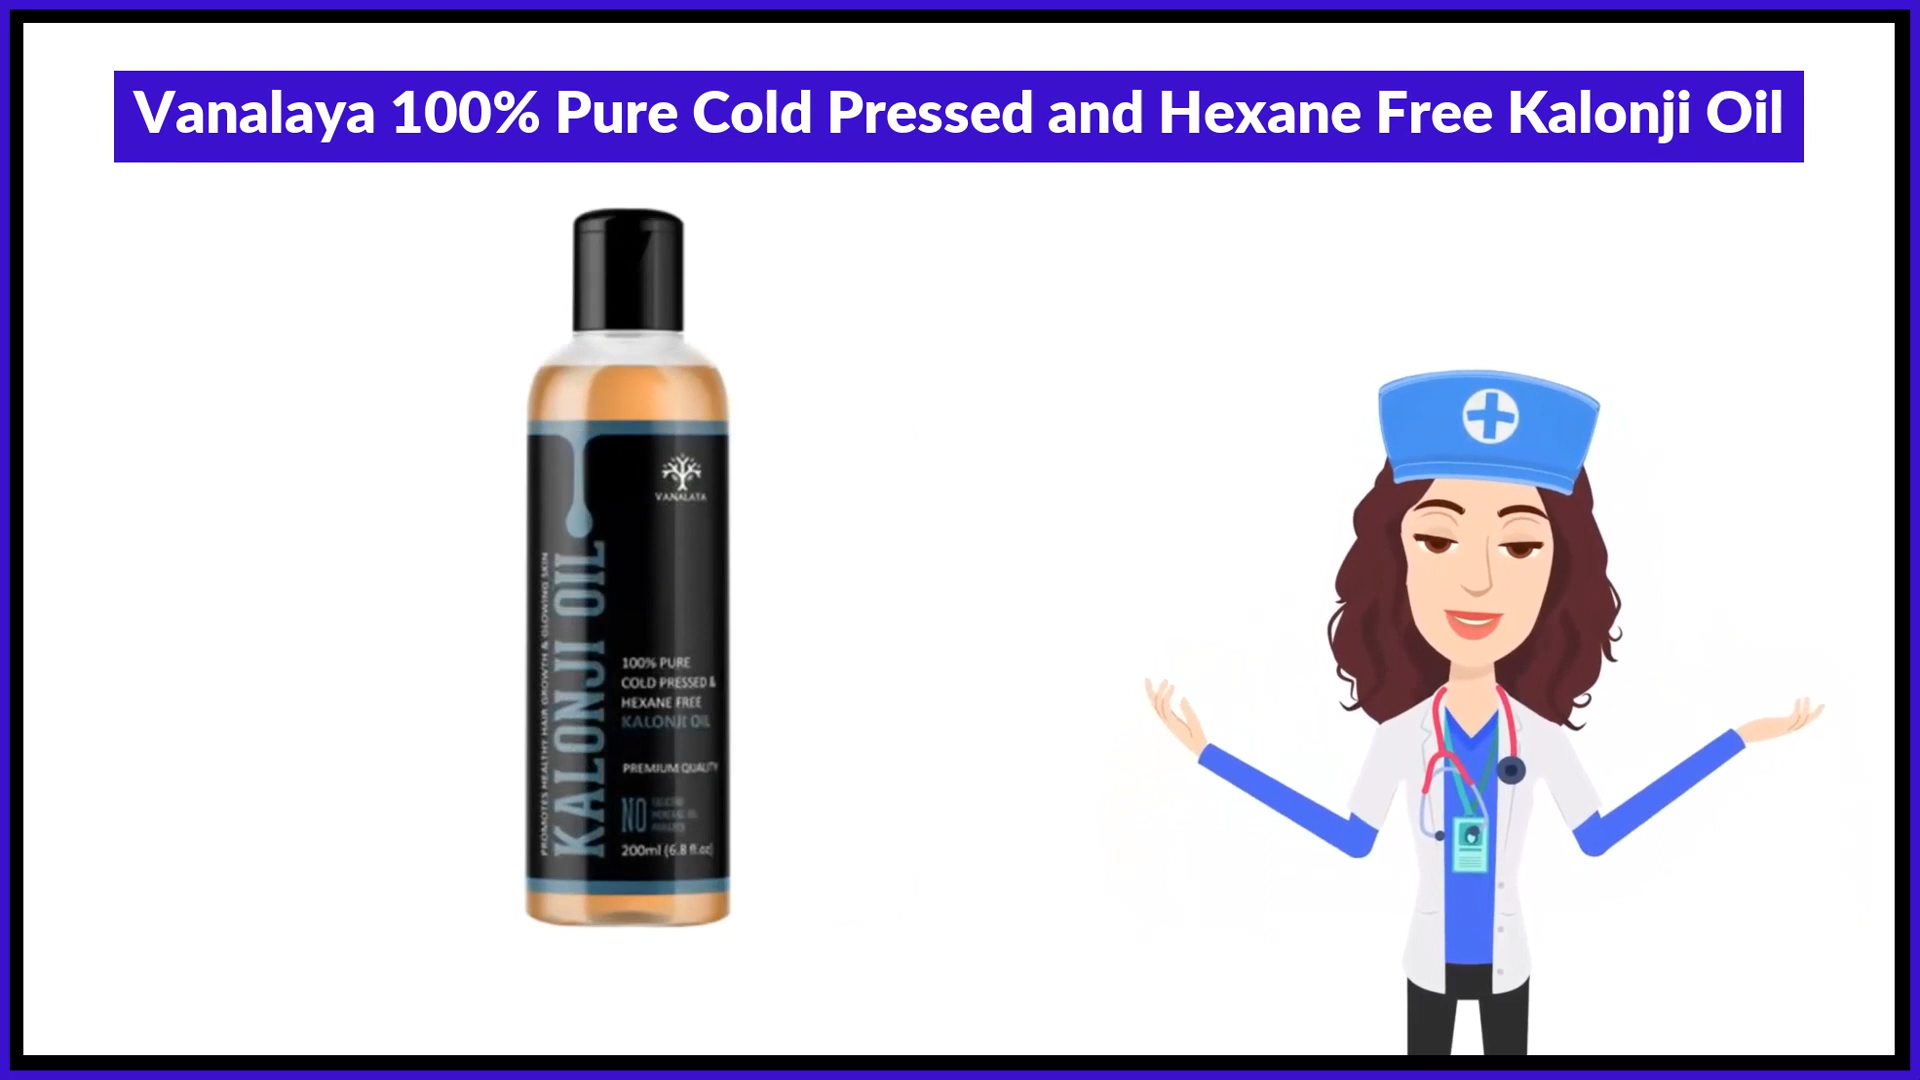 Vanalaya 100% Pure Cold Pressed and Hexane Free Kalonji Oil
VANALAYA
PROMOTES HEALTHY HAIR GROWTH & GLOWING SKIN
KALONJI OIL
100% PURE
COLD PRESSED &
HEXANE FREE
KALONJI OIL
PREMIUM QUALITY
NO
200ml (6.8 fl.oz)